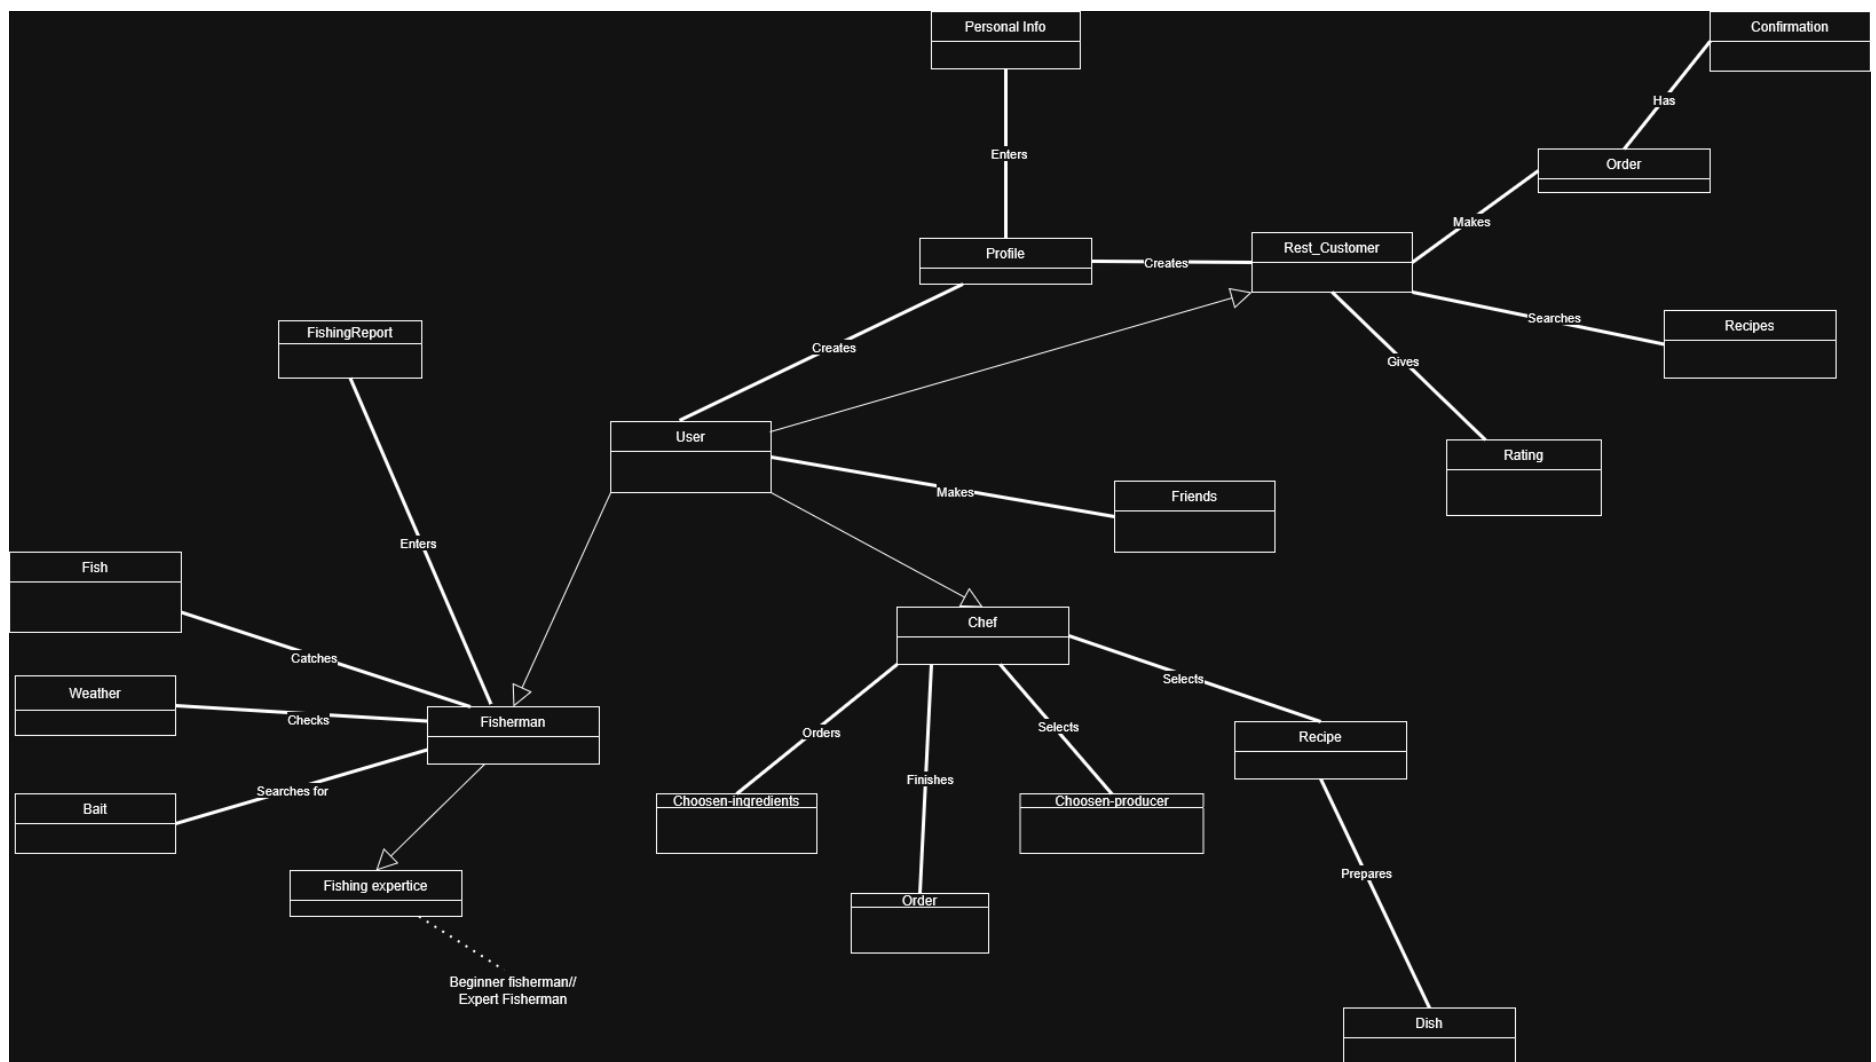 Personal Info
Confirmation
Has
Enters
Order
Makes
Profile
Creates
Rest_Customer
FishingReport
Creates
Searches
Recipes
Gives
User
Rating
Makes
Friends
Enters
Fish
Chef
Catches
Selects
Weather
Checks
Fisherman
Orders
Selects
Recipe
Searches for
Finishes
Bait
Choosen-ingredients
Choosen-producer
Prepares
Fishing expertice
Order
Beginner fisherman//
Expert Fisherman
Dish